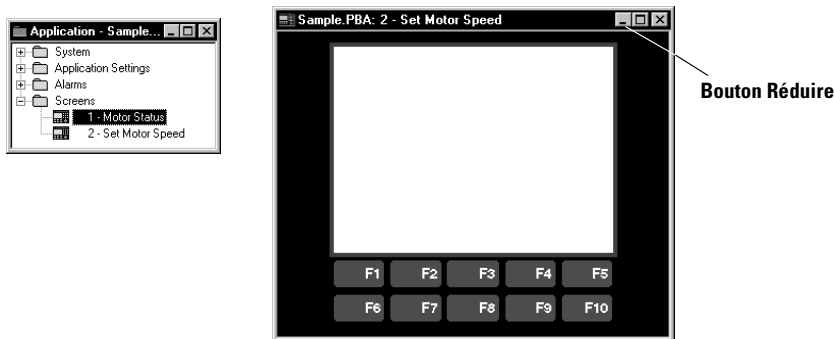 Application - Sample...
System
Application Settings
Alarms
Screens
1 - Motor Status
2 - Set Motor Speed
Sample.PBA: 2 - Set Motor Speed
F1 F2 F3 F4 F5
F6 F7 F8 F9 F10
Bouton Réduire